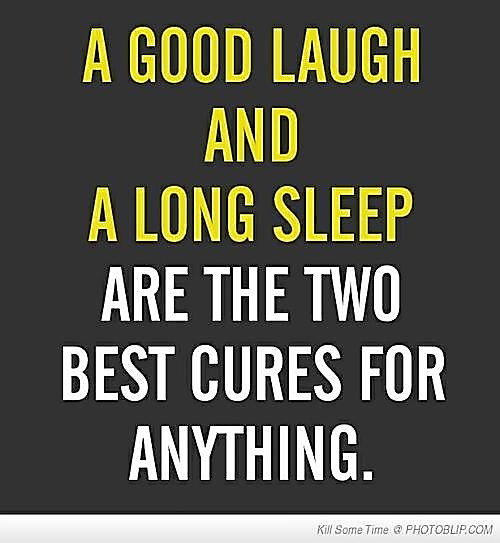 A GOOD LAUGH
AND
A LONG SLEEP
ARE THE TWO
BEST CURES FOR
ANYTHING.
Kill Some Time @ PHOTOBLIP.COM